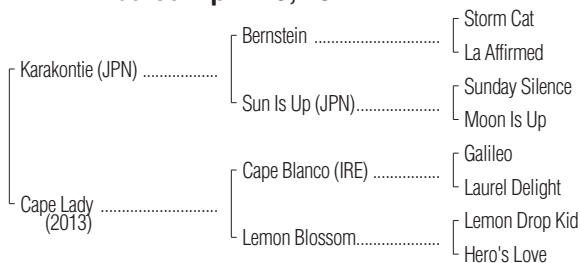 Karakontie (JPN)
Cape Lady
(2013)
Bernstein
Sun Is Up (JPN)
Cape Blanco (IRE)
Lemon Blossom
Storm Cat
La Affirmed
Sunday Silence
Moon Is Up
Galileo
Laurel Delight
Lemon Drop Kid
Hero's Love